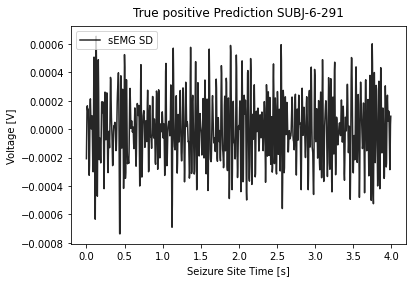 True positive Prediction SUBJ-6-291
sEMG SD
0.0006
0.0004
0.0002
0.0000
−0.0002
−0.0004
−0.0006
−0.0008
Voltage [V]
0.0 0.5 1.0 1.5 2.0 2.5 3.0 3.5 4.0
Seizure Site Time [s]